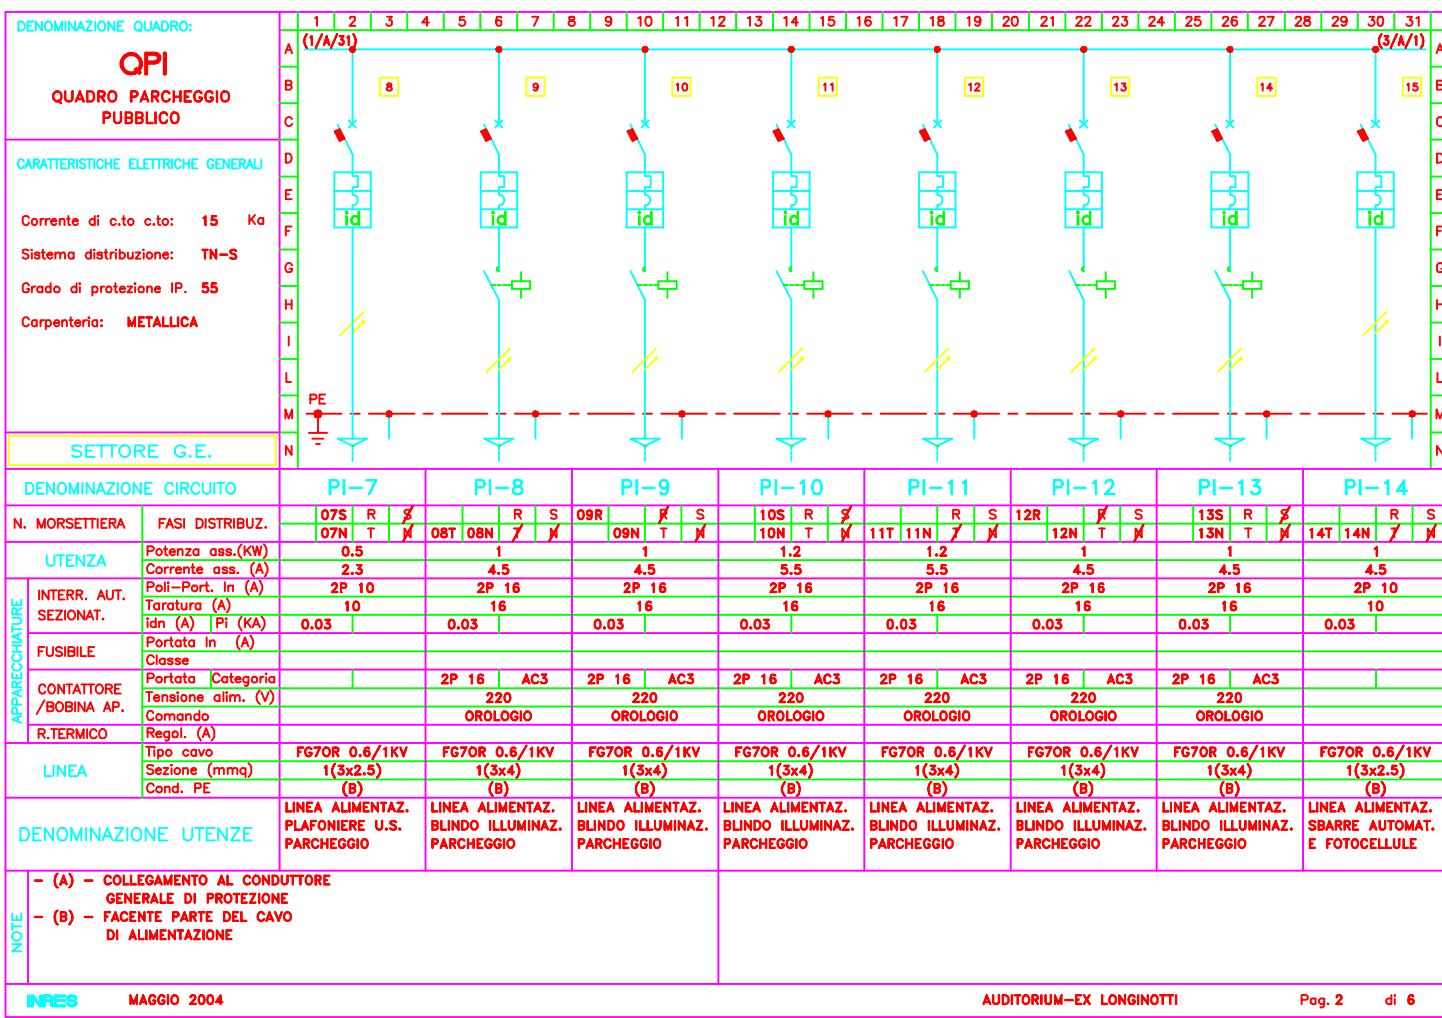 DENOMINAZIONE QUADRO:
QPI
QUADRO PARCHEGGIO
PUBBLICO
CARATTERISTICHE ELETTRICHE GENERALI
Corrente di c.to c.to: 15 Ka
Sistema distribuzione: TN-S
Grado di protezione IP. 55
Carpenteria: METALLICA
SETTORE G.E.
1 2 3 4 5 6 7 8 9 10 11 12 13 14 15 16 17 18 19 20 21 22 23 24 25 26 27 28 29 30 31
A (1/A/31) (3/A/1) A
B 8 9 10 11 12 13 14 15 B
C C
D D
E E
F id id id id id id id id F
G G
H H
I I
L L
PE
M M
N N
DENOMINAZIONE CIRCUITO PI-7 PI-8 PI-9 PI-10 PI-11 PI-12 PI-13 PI-14
N. MORSETTIERA FASI DISTRIBUZ.
07S R S R S 09R R S 10S R S R S 12R R S 13S R S R S
07N T N 08T 08N T N 09N T N 10N T N 11T 11N T N 12N T N 13N T N 14T 14N T N
UTENZA
Potenza ass.(KW) 0.5 1 1 1.2 1.2 1 1 1
Corrente ass. (A) 2.3 4.5 4.5 5.5 5.5 4.5 4.5 4.5
APPARECCHIATURE
INTERR. AUT.
SEZIONAT.
Poli-Port. In (A) 2P 10 2P 16 2P 16 2P 16 2P 16 2P 16 2P 16 2P 10
Taratura (A) 10 16 16 16 16 16 16 10
idn (A) Pi (KA) 0.03 0.03 0.03 0.03 0.03 0.03 0.03 0.03
FUSIBILE
Portata In (A)
Classe
CONTATTORE
/BOBINA AP.
Portata Categoria 2P 16 AC3 2P 16 AC3 2P 16 AC3 2P 16 AC3 2P 16 AC3 2P 16 AC3
Tensione alim. (V) 220 220 220 220 220 220
Comando OROLOGIO OROLOGIO OROLOGIO OROLOGIO OROLOGIO OROLOGIO
R.TERMICO Regol. (A)
LINEA
Tipo cavo FG7OR 0.6/1KV FG7OR 0.6/1KV FG7OR 0.6/1KV FG7OR 0.6/1KV FG7OR 0.6/1KV FG7OR 0.6/1KV FG7OR 0.6/1KV FG7OR 0.6/1KV
Sezione (mmq) 1(3x2.5) 1(3x4) 1(3x4) 1(3x4) 1(3x4) 1(3x4) 1(3x4) 1(3x2.5)
Cond. PE (B) (B) (B) (B) (B) (B) (B) (B)
DENOMINAZIONE UTENZE
LINEA ALIMENTAZ. LINEA ALIMENTAZ. LINEA ALIMENTAZ. LINEA ALIMENTAZ. LINEA ALIMENTAZ. LINEA ALIMENTAZ. LINEA ALIMENTAZ. LINEA ALIMENTAZ.
PLAFONIERE U.S. BLINDO ILLUMINAZ. BLINDO ILLUMINAZ. BLINDO ILLUMINAZ. BLINDO ILLUMINAZ. BLINDO ILLUMINAZ. BLINDO ILLUMINAZ. SBARRE AUTOMAT.
PARCHEGGIO PARCHEGGIO PARCHEGGIO PARCHEGGIO PARCHEGGIO PARCHEGGIO PARCHEGGIO E FOTOCELLULE
NOTE
- (A) - COLLEGAMENTO AL CONDUTTORE
GENERALE DI PROTEZIONE
- (B) - FACENTE PARTE DEL CAVO
DI ALIMENTAZIONE
INRES MAGGIO 2004 AUDITORIUM-EX LONGINOTTI Pag. 2 di 6